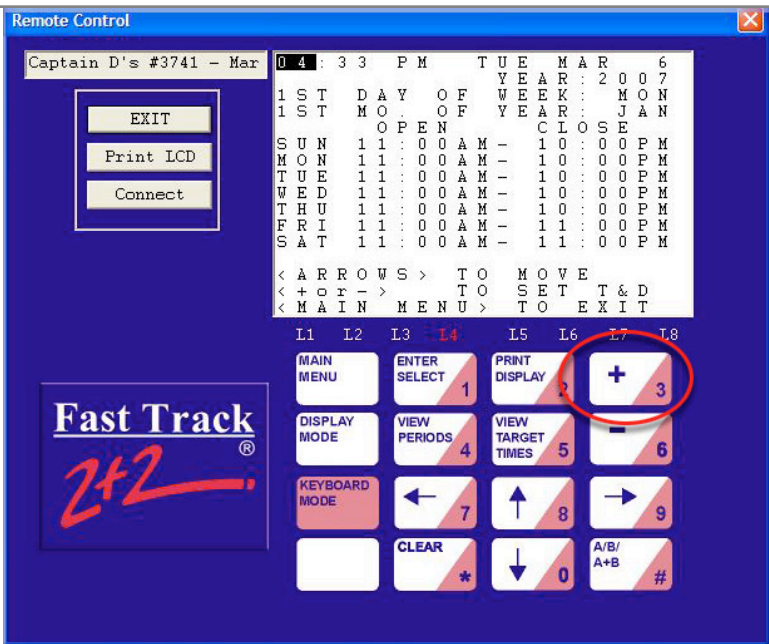 Remote Control
Captain D's #3741 - Mar
EXIT
Print LCD
Connect
04:33 PM TUE MAR 6
YEAR:2007
1ST DAY OF WEEK: MON
1ST MO. OF YEAR: JAN
OPEN CLOSE
SUN 11:00AM- 10:00PM
MON 11:00AM- 10:00PM
TUE 11:00AM- 10:00PM
WED 11:00AM- 10:00PM
THU 11:00AM- 10:00PM
FRI 11:00AM- 11:00PM
SAT 11:00AM- 11:00PM
<ARROWS> TO MOVE
<+or-> TO SET T&D
<MAIN MENU> TO EXIT
L1 L2 L3 L4 L5 L6 L7 L8
MAIN MENU
ENTER SELECT 1
PRINT DISPLAY 2
+ 3
DISPLAY MODE
VIEW PERIODS 4
VIEW TARGET TIMES 5
- 6
KEYBOARD MODE
← 7
↑ 8
→ 9
CLEAR *
↓ 0
A/B/ A+B #
Fast Track ®
2+2